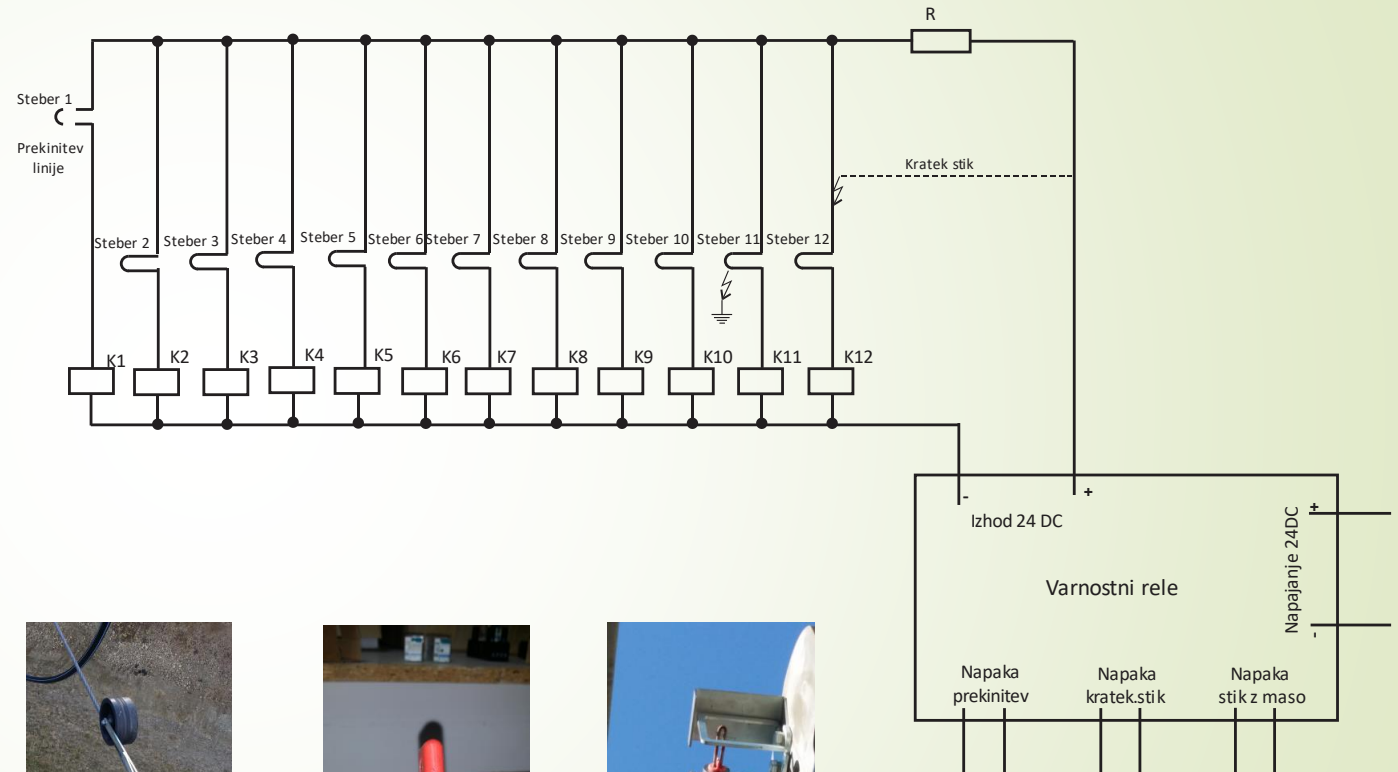 R
Steber 1
Prekinitev
linije
Kratek stik
Steber 2
Steber 3
Steber 4
Steber 5
Steber 6
Steber 7
Steber 8
Steber 9
Steber 10
Steber 11
Steber 12
K1
K2
K3
K4
K5
K6
K7
K8
K9
K10
K11
K12
- +
Izhod 24 DC
+
Napajanje 24DC
-
Varnostni rele
Napaka
prekinitev
Napaka
kratek.stik
Napaka
stik z maso